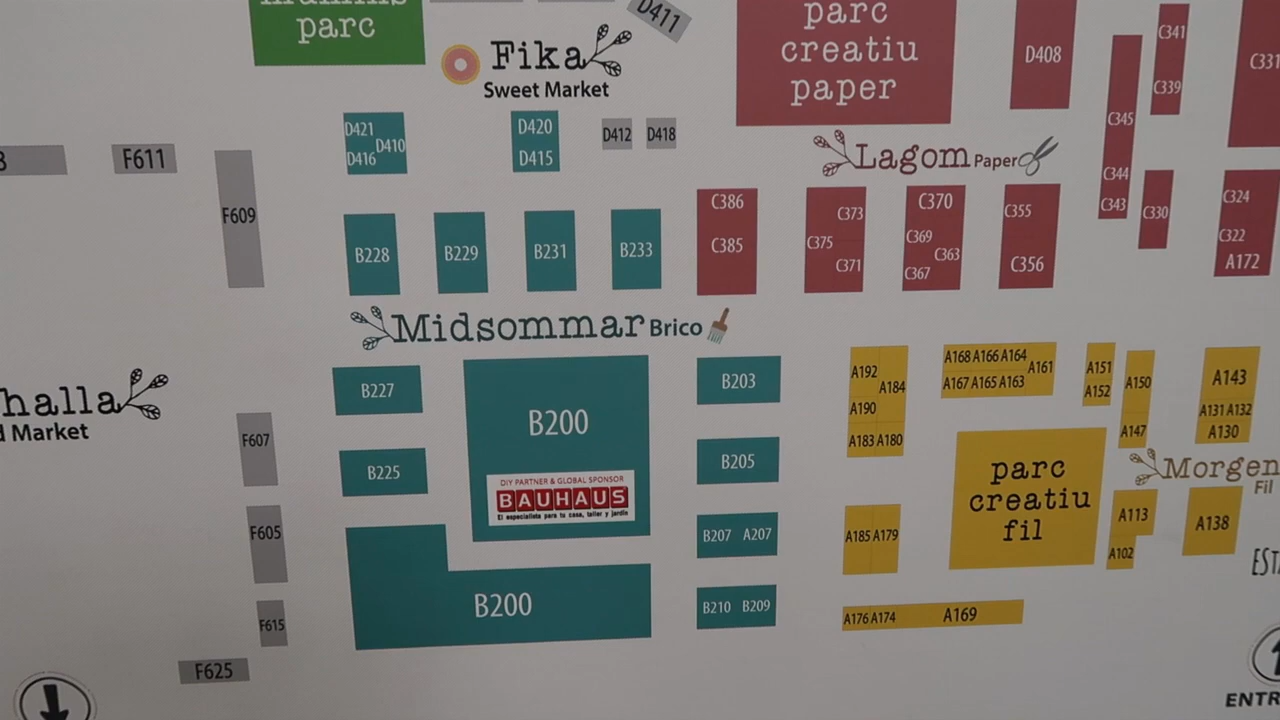 parc
Fika
Sweet Market
D411
parc
creatiu
paper
D408
C341
C339
C331
C345
C344
C343
C330
C324
C322
A172
D421
D410
D416
D420
D415
D412
D418
Lagom Paper
F611
F609
B228
B229
B231
B233
C386
C385
C373
C375
C371
C370
C369
C363
C367
C355
C356
Midsommar Brico
halla
Market
B227
B225
B200
DIY PARTNER & GLOBAL SPONSOR
BAUHAUS
El especialista para tu casa, taller y jardín
B200
B203
B205
B207 A207
B210 B209
F607
F605
F615
F625
A192
A184
A190
A183 A180
A168 A166 A164
A161
A167 A165 A163
A151
A152
A150
A147
A143
A131 A132
A130
parc
creatiu
fil
Morgen
Fil
A113
A102
A138
A185 A179
A176 A174 A169
EST
ENTR